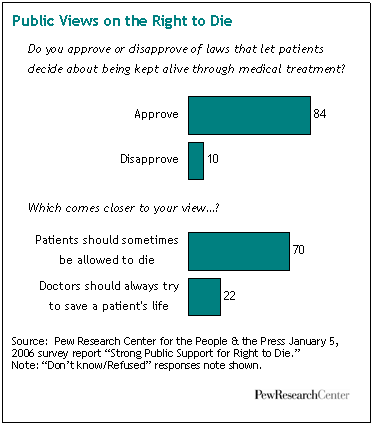 Public Views on the Right to Die
Do you approve or disapprove of laws that let patients
decide about being kept alive through medical treatment?
Approve 84
Disapprove 10
Which comes closer to your view...?
Patients should sometimes
be allowed to die 70
Doctors should always try
to save a patient's life 22
Source:  Pew Research Center for the People & the Press January 5,
2006 survey report “Strong Public Support for Right to Die.”
Note: “Don’t know/Refused” responses note shown.
PewResearchCenter